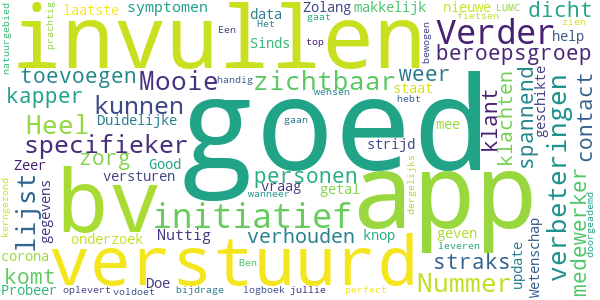 laatste symptomen data Het Zolang makkelijk nieuwe LUMC dicht
natuurgebied prachtig invullen Een Sinds gaat top bewogen fietsen zien help
Verder beroepsgroep
toevoegen Mooie zichtbaar weer
kapper Duidelijke handig kunnen goed wensen hebt staat klant klachten spannend geschikte
Heel specifieker gaan app mee verbeteringen contact
zorg Good personen strijd
lijst gegevens Zeer versturen vraag getal wanneer dergelijks medewerker doorgeademd
bv initiatief
kerngezond onderzoek Nuttig verhouden knop geven straks update Wetenschap
corona verstuurd Ben leveren
komt Doe Nummer
Probeer oplevert voldoet bijdrage logboek jullie perfect